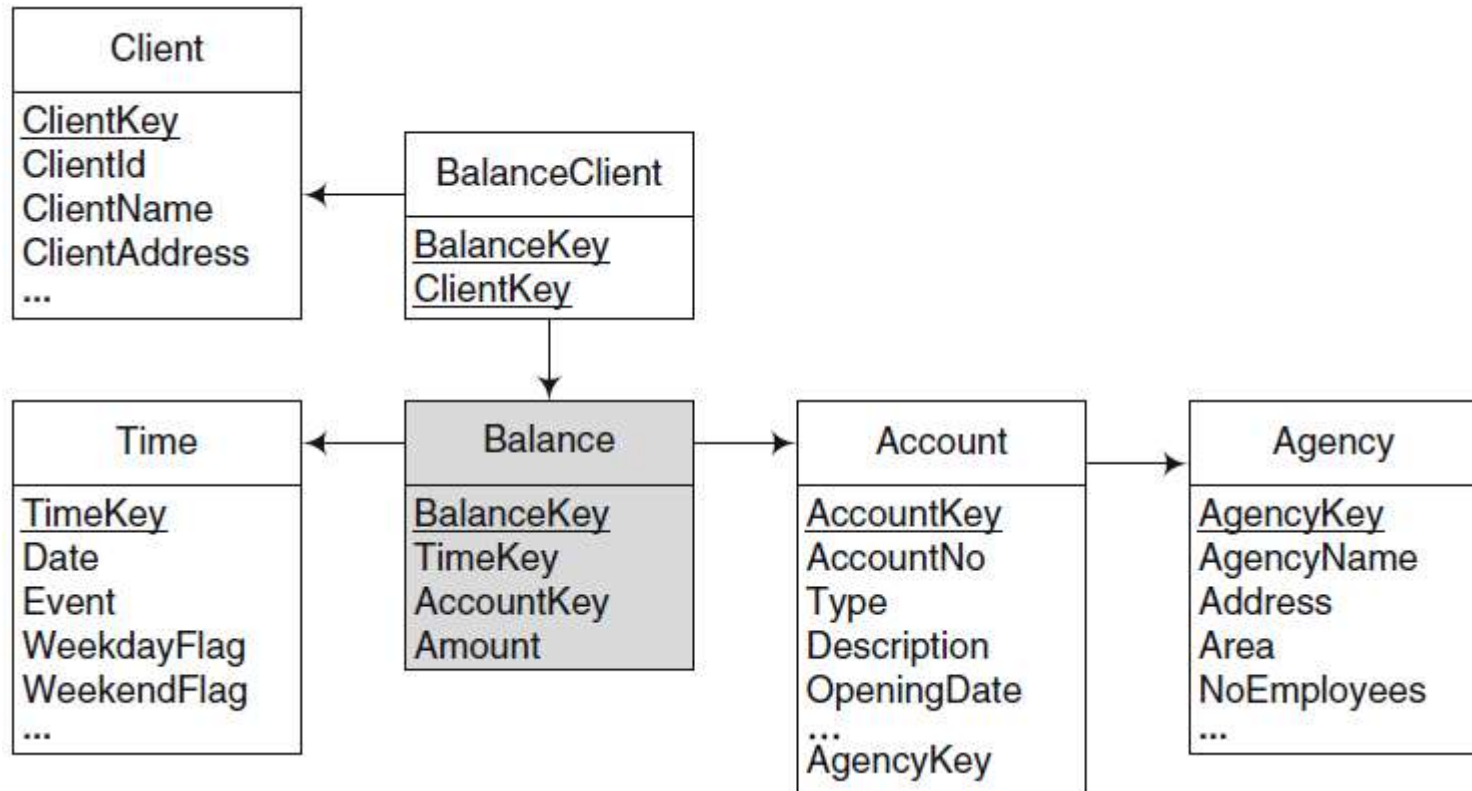 Client
ClientKey
ClientId
ClientName
ClientAddress
...
BalanceClient
BalanceKey
ClientKey
Time
TimeKey
Date
Event
WeekdayFlag
WeekendFlag
...
Balance
BalanceKey
TimeKey
AccountKey
Amount
Account
AccountKey
AccountNo
Type
Description
OpeningDate
...
AgencyKey
Agency
AgencyKey
AgencyName
Address
Area
NoEmployees
...